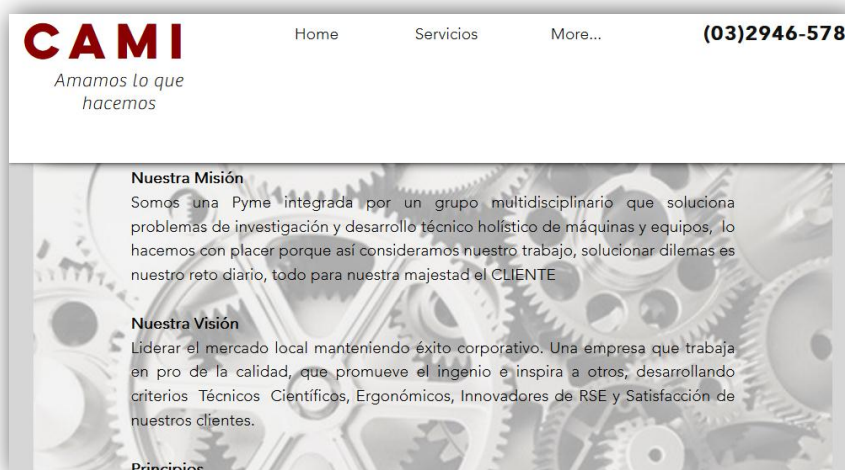 CAMI
Amamos lo que
hacemos
Home Servicios More... (03)2946-578
Nuestra Misión
Somos una Pyme integrada por un grupo multidisciplinario que soluciona
problemas de investigación y desarrollo técnico holístico de máquinas y equipos, lo
hacemos con placer porque así consideramos nuestro trabajo, solucionar dilemas es
nuestro reto diario, todo para nuestra majestad el CLIENTE
Nuestra Visión
Liderar el mercado local manteniendo éxito corporativo. Una empresa que trabaja
en pro de la calidad, que promueve el ingenio e inspira a otros, desarrollando
criterios Técnicos Científicos, Ergonómicos, Innovadores de RSE y Satisfacción de
nuestros clientes.
Principios